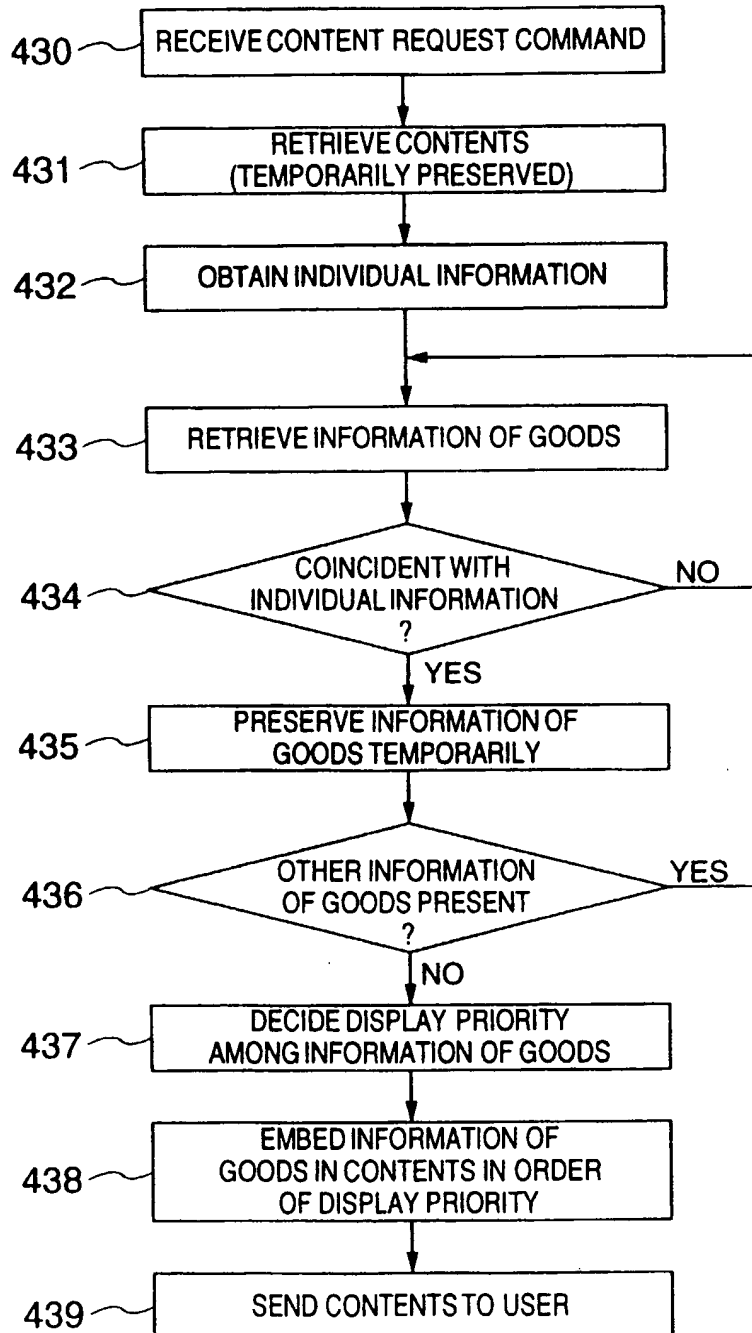 430 RECEIVE CONTENT REQUEST COMMAND
431 RETRIEVE CONTENTS
(TEMPORARILY PRESERVED)
432 OBTAIN INDIVIDUAL INFORMATION
433 RETRIEVE INFORMATION OF GOODS
434 COINCIDENT WITH
INDIVIDUAL INFORMATION
?
NO
YES
435 PRESERVE INFORMATION OF
GOODS TEMPORARILY
436 OTHER INFORMATION
OF GOODS PRESENT
?
YES
NO
437 DECIDE DISPLAY PRIORITY
AMONG INFORMATION OF GOODS
438 EMBED INFORMATION OF
GOODS IN CONTENTS IN ORDER
OF DISPLAY PRIORITY
439 SEND CONTENTS TO USER